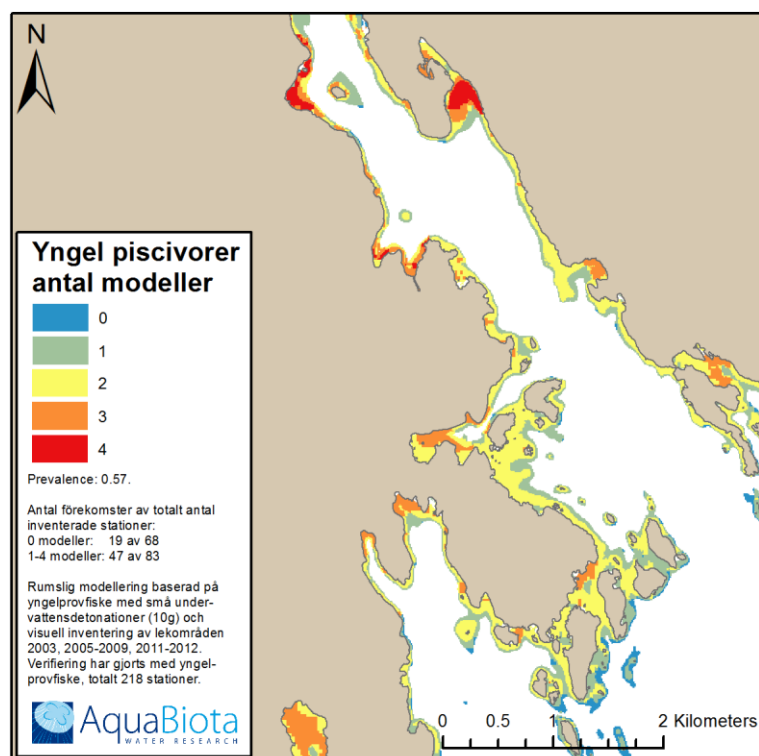 N
Yngel piscivorer
antal modeller
0
1
2
3
4
Prevalence: 0.57.
Antal förekomster av totalt antal
inventerade stationer:
0 modeller: 19 av 68
1-4 modeller: 47 av 83
Rumslig modellering baserad på
yngelprovfiske med små under-
vattensdetonationer (10g) och
visuell inventering av lekområden
2003, 2005-2009, 2011-2012.
Verifiering har gjorts med yngel-
provfiske, totalt 218 stationer.
AquaBiota
WATER RESEARCH
0 0.5 1 2 Kilometers